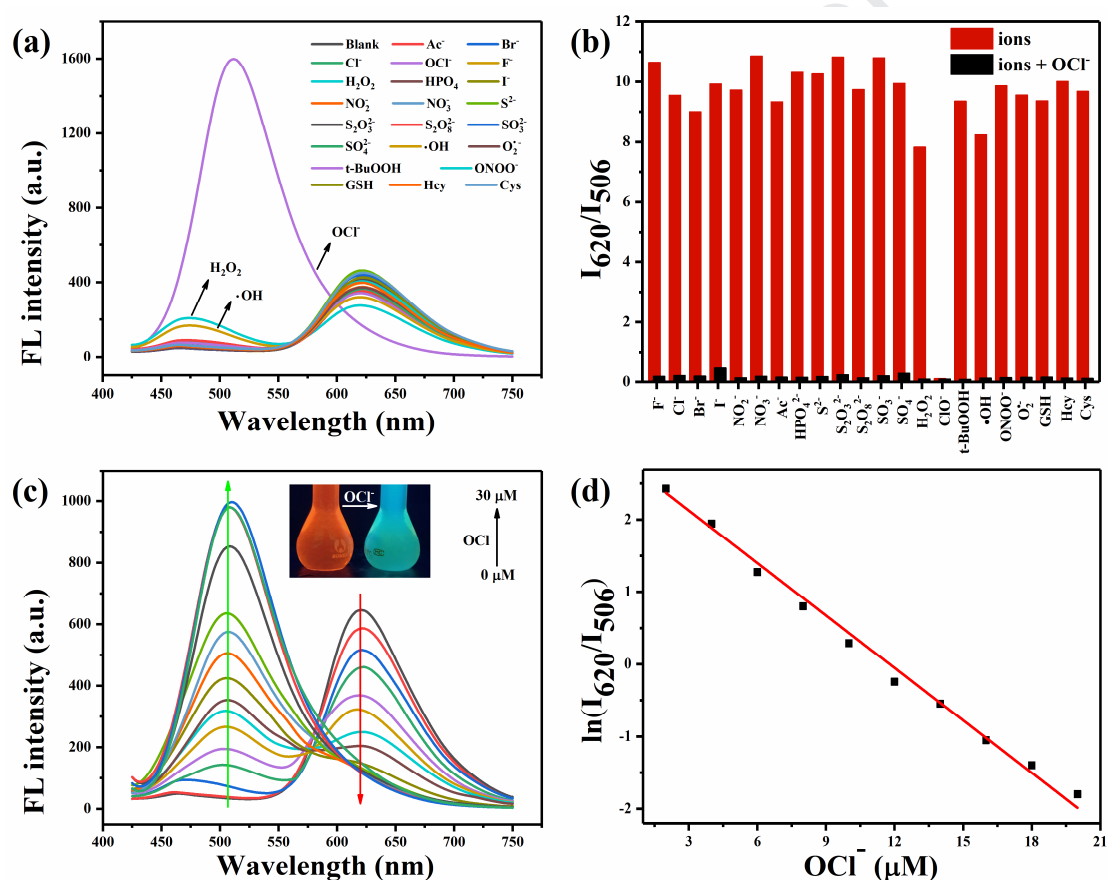 (a)
1600
1200
800
400
0
FL intensity (a.u.)
Blank Ac⁻ Br⁻
Cl⁻ OCl⁻ F⁻
H₂O₂ HPO₄ I⁻
NO₂⁻ NO₃⁻ S²⁻
S₂O₃²⁻ S₂O₈²⁻ SO₃²⁻
SO₄²⁻ ·OH O₂•⁻
t-BuOOH ONOO⁻
GSH Hcy Cys
OCl⁻
H₂O₂
·OH
400 450 500 550 600 650 700 750
Wavelength (nm)
(b)
12
10
8
6
4
2
0
I₆₂₀/I₅₀₆
ions
ions + OCl⁻
F⁻ Cl⁻ Br⁻ I⁻ NO₂⁻ NO₃⁻ Ac⁻ HPO₄²⁻ S²⁻ S₂O₃²⁻ S₂O₈²⁻ SO₃⁻ SO₄⁻ H₂O₂ ClO⁻ t-BuOOH •OH ONOO⁻ O₂•⁻ GSH Hcy Cys
(c)
1000
800
600
400
200
0
FL intensity (a.u.)
OCl⁻
30 μM
OCl
0 μM
400 450 500 550 600 650 700 750
Wavelength (nm)
(d)
2
1
0
-1
-2
ln(I₆₂₀/I₅₀₆)
3 6 9 12 15 18 21
OCl⁻ (μM)